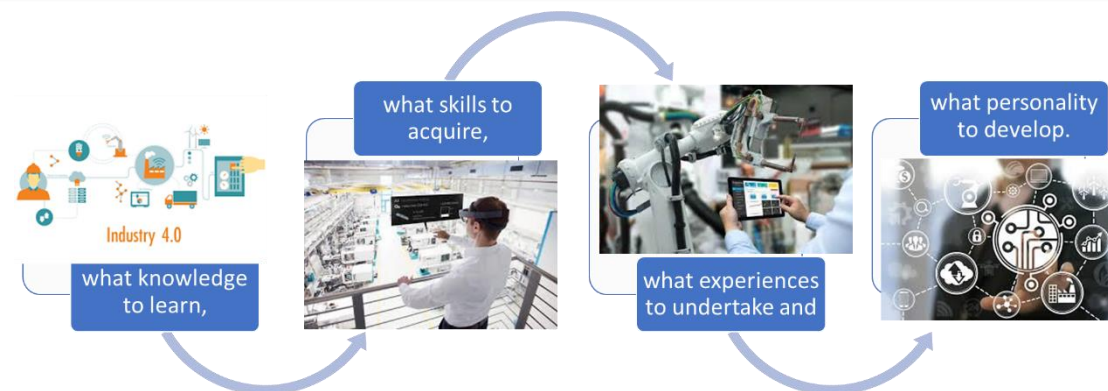 Industry 4.0
what knowledge
to learn,
what skills to
acquire,
what experiences
to undertake and
what personality
to develop.